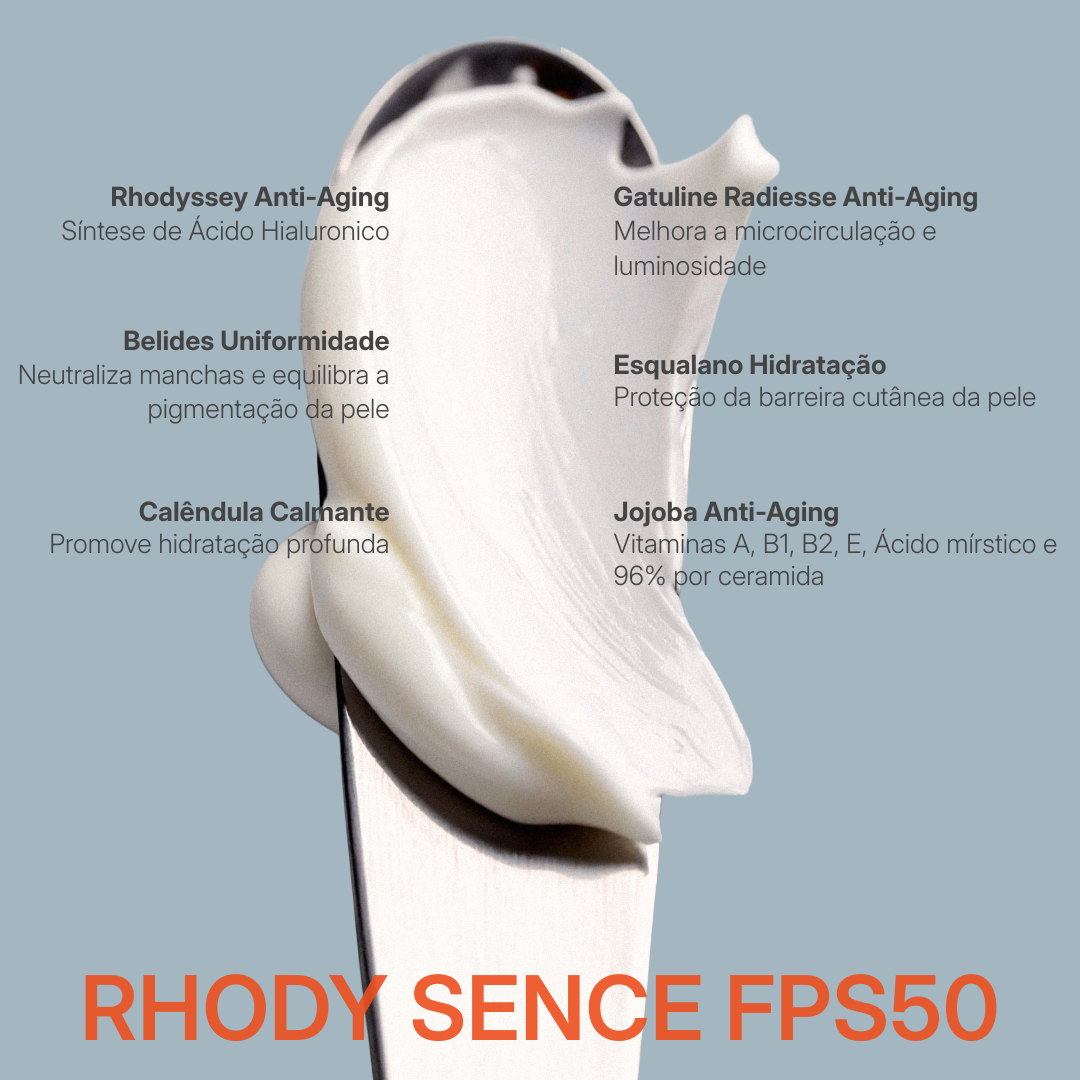 Rhodyssey Anti-Aging
Síntese de Ácido Hialuronico
Belides Uniformidade
Neutraliza manchas e equilibra a
pigmentação da pele
Calêndula Calmante
Promove hidratação profunda
Gatuline Radiesse Anti-Aging
Melhora a microcirculação e
luminosidade
Esqualano Hidratação
Proteção da barreira cutânea da pele
Jojoba Anti-Aging
Vitaminas A, B1, B2, E, Ácido mírstico e
96% por ceramida
RHODY SENCE FPS50